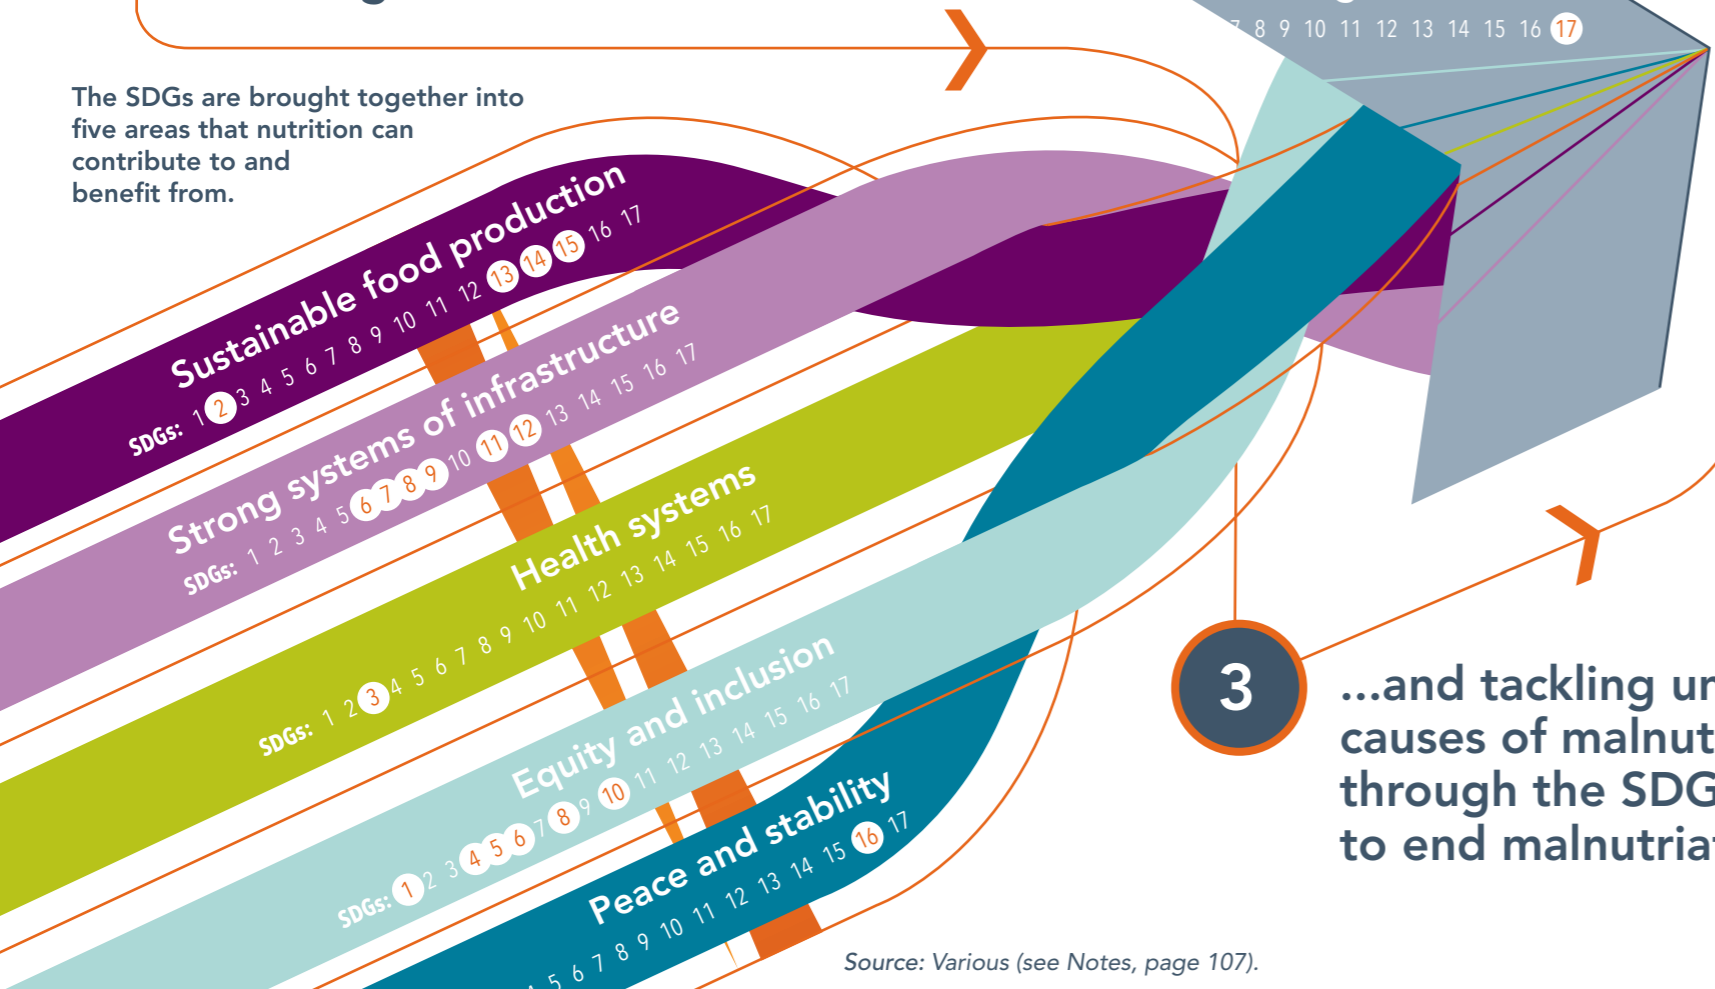 8 9 10 11 12 13 14 15 16 17
The SDGs are brought together into
five areas that nutrition can
contribute to and
benefit from.
Sustainable food production
SDGs: 1 2 3 4 5 6 7 8 9 10 11 12 13 14 15 16 17
Strong systems of infrastructure
SDGs: 1 2 3 4 5 6 7 8 9 10 11 12 13 14 15 16 17
Health systems
SDGs: 1 2 3 4 5 6 7 8 9 10 11 12 13 14 15 16 17
Equity and inclusion
SDGs: 1 2 3 4 5 6 7 8 9 10 11 12 13 14 15 16 17
Peace and stability
5 6 7 8 9 10 11 12 13 14 15 16 17
3
...and tackling
causes of malnut
through the SDG
to end malnutria
Source: Various (see Notes, page 107).